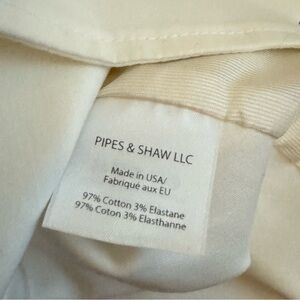 PIPES & SHAW LLC
Made in USA/
Fabriqué aux EU
97% Cotton 3% Elastane
97% Coton 3% Elasthanne